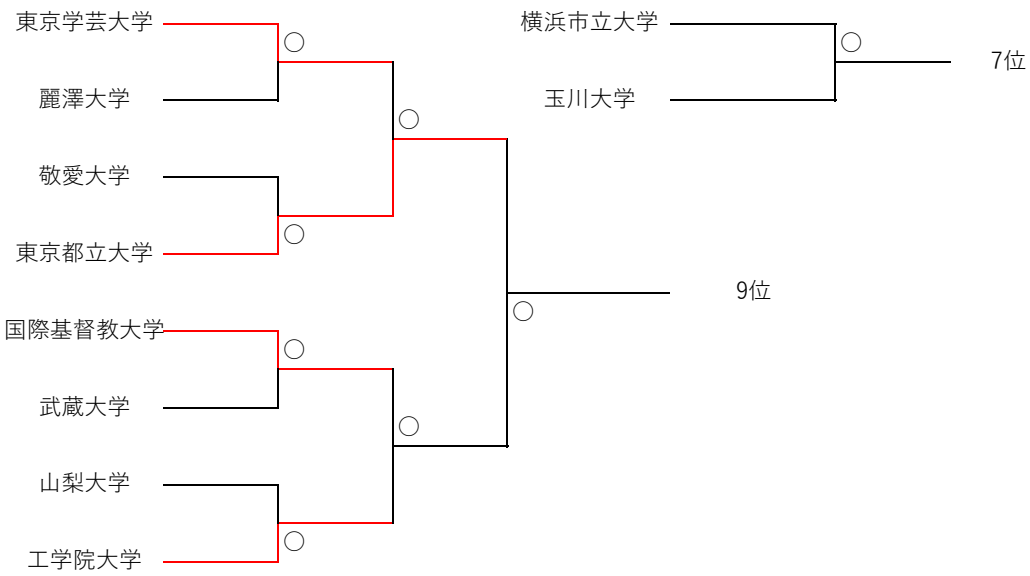 東京学芸大学
麗澤大学
敬愛大学
東京都立大学
国際基督教大学
武蔵大学
山梨大学
工学院大学
9位
横浜市立大学
玉川大学
7位